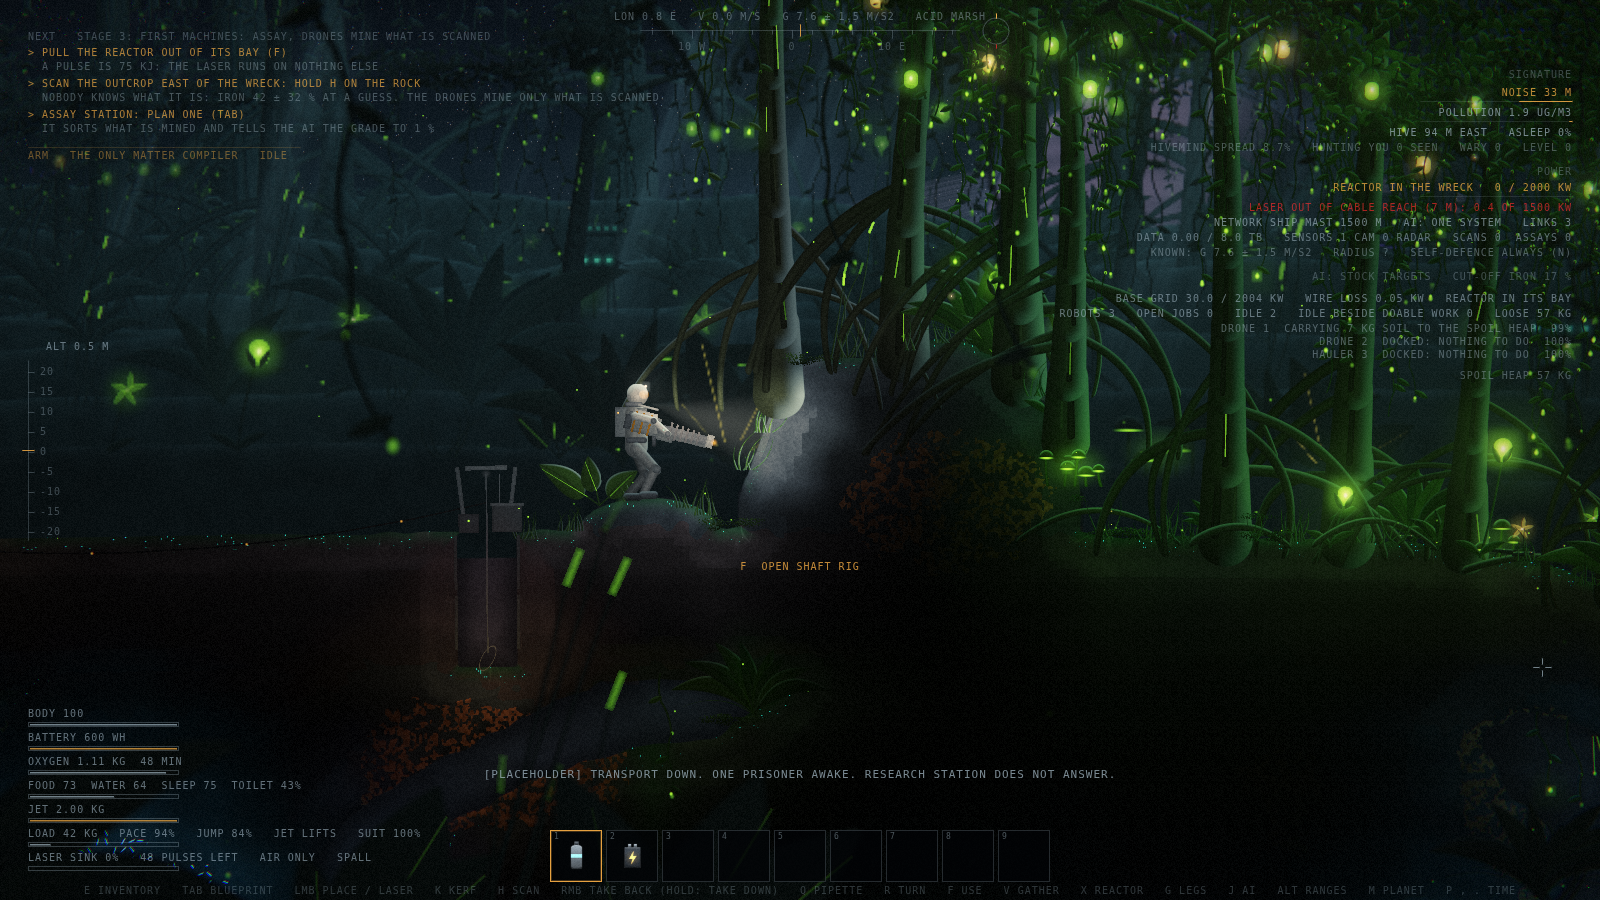 LON 0.8 E   V 0.0 M/S   G 7.6 ± 1.5 M/S2   ACID MARSH
10 W   0   10 E
NEXT   STAGE 3: FIRST MACHINES: ASSAY, DRONES MINE WHAT IS SCANNED
> PULL THE REACTOR OUT OF ITS BAY (F)
A PULSE IS 75 KJ: THE LASER RUNS ON NOTHING ELSE
> SCAN THE OUTCROP EAST OF THE WRECK: HOLD H ON THE ROCK
NOBODY KNOWS WHAT IT IS: IRON 42 ± 32 % AT A GUESS. THE DRONES MINE ONLY WHAT IS SCANNED
> ASSAY STATION: PLAN ONE (TAB)
IT SORTS WHAT IS MINED AND TELLS THE AI THE GRADE TO 1 %
ARM   THE ONLY MATTER COMPILER   IDLE
SIGNATURE
NOISE 33 M
POLLUTION 1.9 UG/M3
HIVE 94 M EAST   ASLEEP 0%
HIVEMIND SPREAD 8.7%   HUNTING YOU 0 SEEN   WARY 0   LEVEL 0
POWER
REACTOR IN THE WRECK   0 / 2000 KW
LASER OUT OF CABLE REACH (7 M): 0.4 OF 1500 KW
NETWORK SHIP MAST 1500 M   AI: ONE SYSTEM   LINKS 3
DATA 0.00 / 8.0 TB   SENSORS 1 CAM 0 RADAR   SCANS 0   ASSAYS 0
KNOWN: G 7.6 ± 1.5 M/S2   RADIUS ?   SELF-DEFENCE ALWAYS (N)
AI: STOCK TARGETS   CUT-OFF IRON 17 %
BASE GRID 30.0 / 2004 KW   WIRE LOSS 0.05 KW   REACTOR IN ITS BAY
ROBOTS 3   OPEN JOBS 0   IDLE 2   IDLE BESIDE DOABLE WORK 0   LOOSE 57 KG
DRONE 1   CARRYING 7 KG SOIL TO THE SPOIL HEAP   99%
DRONE 2   DOCKED: NOTHING TO DO   100%
HAULER 3   DOCKED: NOTHING TO DO   100%
SPOIL HEAP 57 KG
ALT 0.5 M
20
15
10
5
0
-5
-10
-15
-20
F   OPEN SHAFT RIG
[PLACEHOLDER] TRANSPORT DOWN. ONE PRISONER AWAKE. RESEARCH STATION DOES NOT ANSWER.
BODY 100
BATTERY 600 WH
OXYGEN 1.11 KG   48 MIN
FOOD 73   WATER 64   SLEEP 75   TOILET 43%
JET 2.00 KG
LOAD 42 KG   PACE 94%   JUMP 84%   JET LIFTS   SUIT 100%
LASER SINK 0%   48 PULSES LEFT   AIR ONLY   SPALL
1 2 3 4 5 6 7 8 9
E INVENTORY   TAB BLUEPRINT   LMB PLACE / LASER   K KERF   H SCAN   RMB TAKE BACK (HOLD: TAKE DOWN)   Q PIPETTE   R TURN   F USE   V GATHER   X REACTOR   G LEGS   J AI   ALT RANGES   M PLANET   P , . TIME